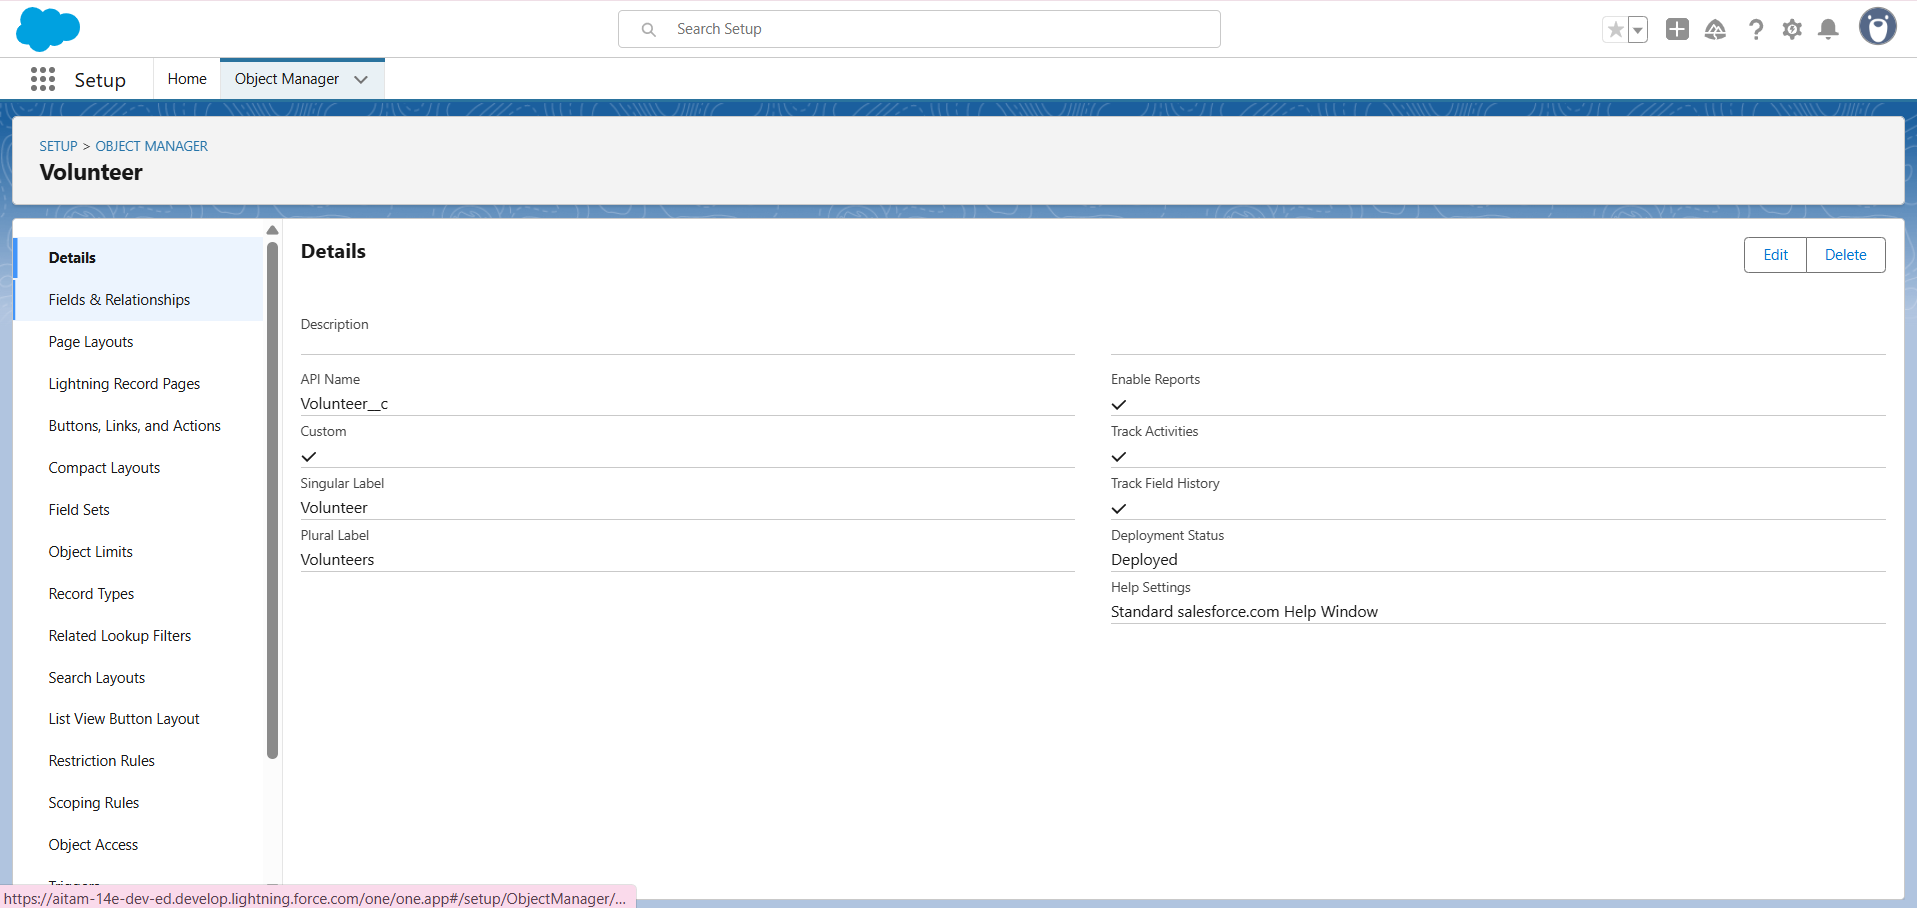 Search Setup
Setup
Home
Object Manager
SETUP > OBJECT MANAGER
Volunteer
Details
Fields & Relationships
Page Layouts
Lightning Record Pages
Buttons, Links, and Actions
Compact Layouts
Field Sets
Object Limits
Record Types
Related Lookup Filters
Search Layouts
List View Button Layout
Restriction Rules
Scoping Rules
Object Access
Triggers
Details
Edit
Delete
Description
API Name
Volunteer__c
Custom
Singular Label
Volunteer
Plural Label
Volunteers
Enable Reports
Track Activities
Track Field History
Deployment Status
Deployed
Help Settings
Standard salesforce.com Help Window
https://aitam-14e-dev-ed.develop.lightning.force.com/one/one.app#/setup/ObjectManager/...